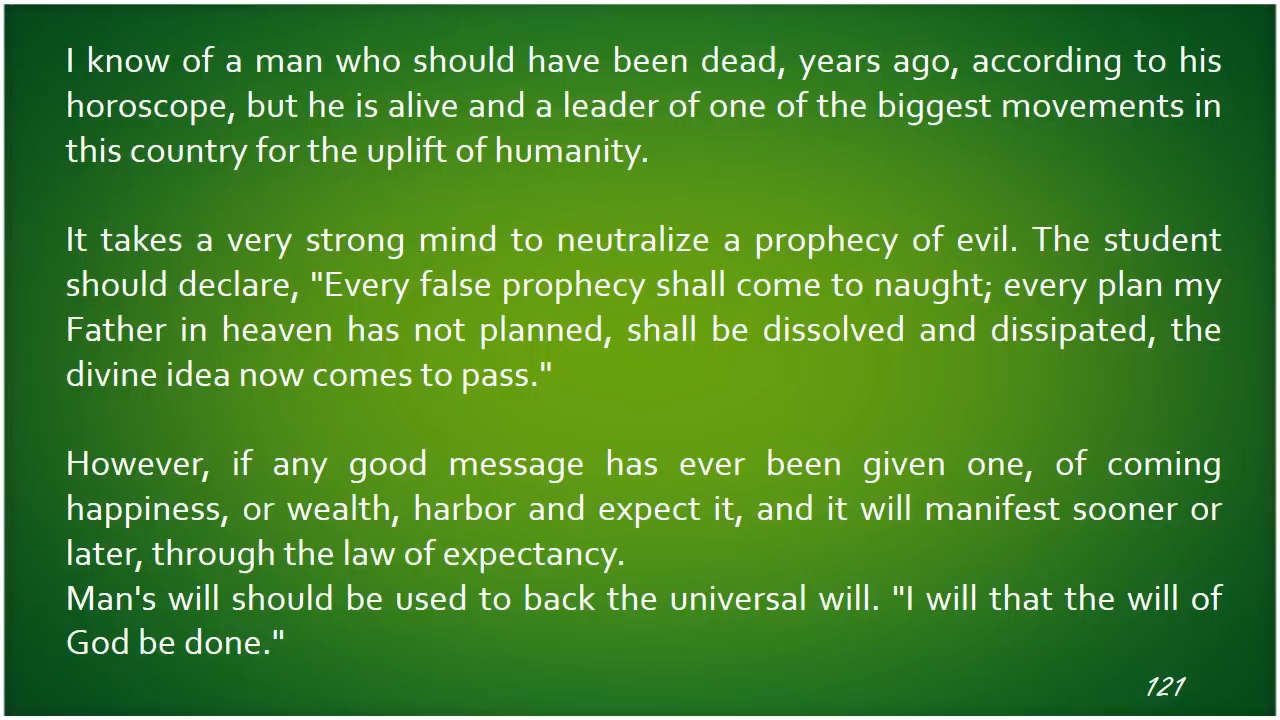 I know of a man who should have been dead, years ago, according to his
horoscope, but he is alive and a leader of one of the biggest movements in
this country for the uplift of humanity.
It takes a very strong mind to neutralize a prophecy of evil. The student
should declare, "Every false prophecy shall come to naught; every plan my
Father in heaven has not planned, shall be dissolved and dissipated, the
divine idea now comes to pass."
However, if any good message has ever been given one, of coming
happiness, or wealth, harbor and expect it, and it will manifest sooner or
later, through the law of expectancy.
Man's will should be used to back the universal will. "I will that the will of
God be done."
121